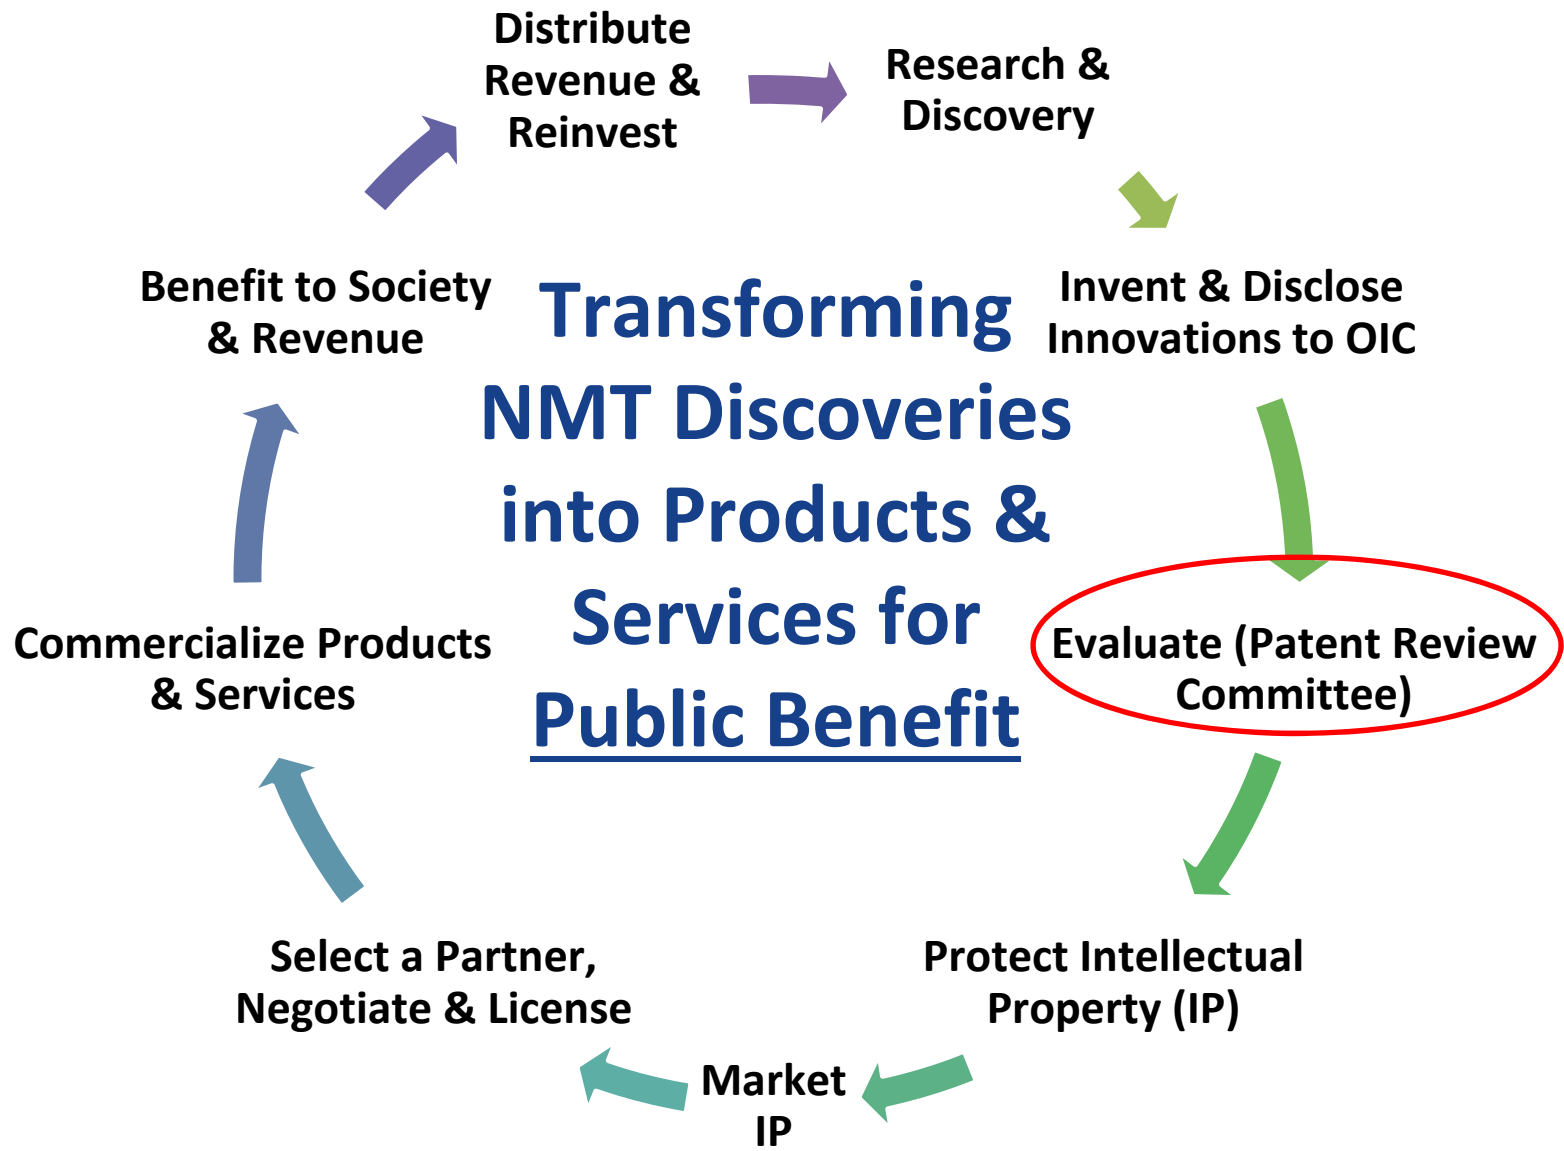 Distribute
Revenue &
Reinvest
Research &
Discovery
Invent & Disclose
Innovations to OIC
Evaluate (Patent Review
Committee)
Protect Intellectual
Property (IP)
Market
IP
Select a Partner,
Negotiate & License
Commercialize Products
& Services
Benefit to Society
& Revenue
Transforming
NMT Discoveries
into Products &
Services for
Public Benefit